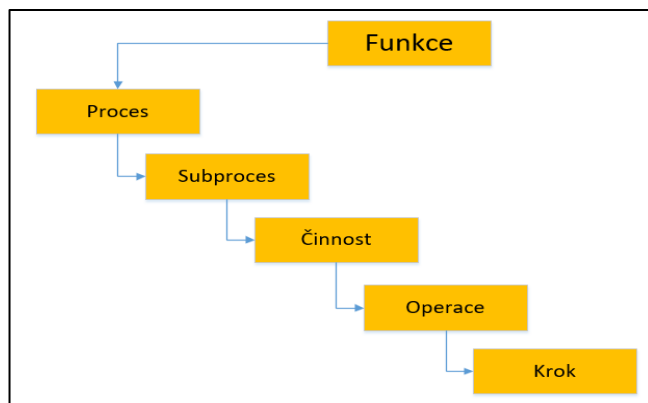 Funkce
Proces
Subproces
Činnost
Operace
Krok